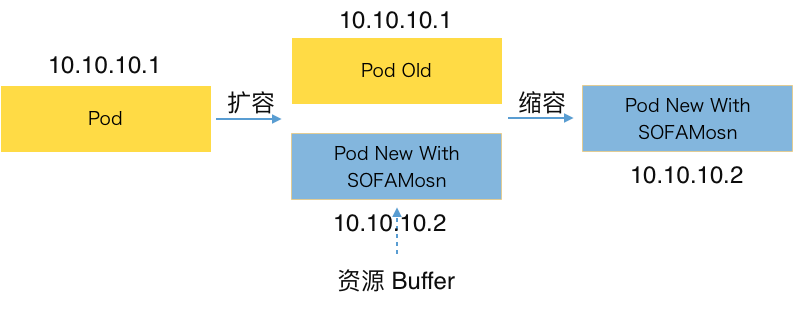 10.10.10.1
Pod
扩容
10.10.10.1
Pod Old
Pod New With
SOFAMosn
10.10.10.2
资源 Buffer
缩容
Pod New With
SOFAMosn
10.10.10.2